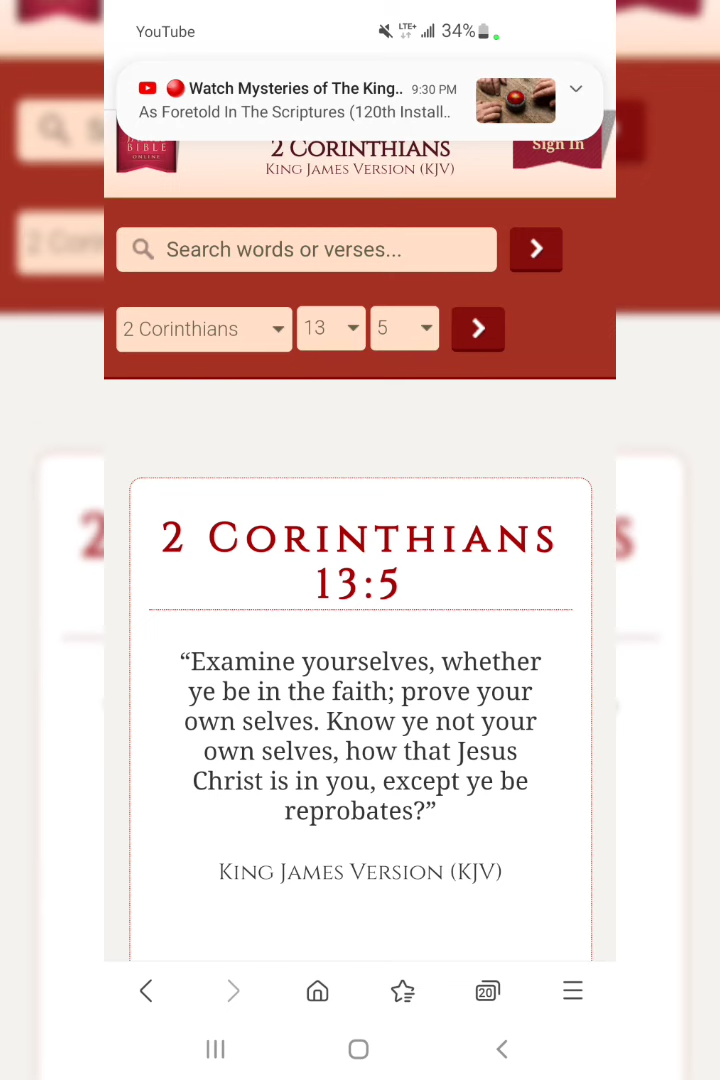 YouTube LTE+ 34%
Watch Mysteries of The King.. 9:30 PM
As Foretold In The Scriptures (120th Install..
BIBLE
ONLINE
2 CORINTHIANS
KING JAMES VERSION (KJV)
Sign In
Search words or verses...
2 Corinthians 13 5
2 CORINTHIANS
13:5
“Examine yourselves, whether
ye be in the faith; prove your
own selves. Know ye not your
own selves, how that Jesus
Christ is in you, except ye be
reprobates?”
KING JAMES VERSION (KJV)
20